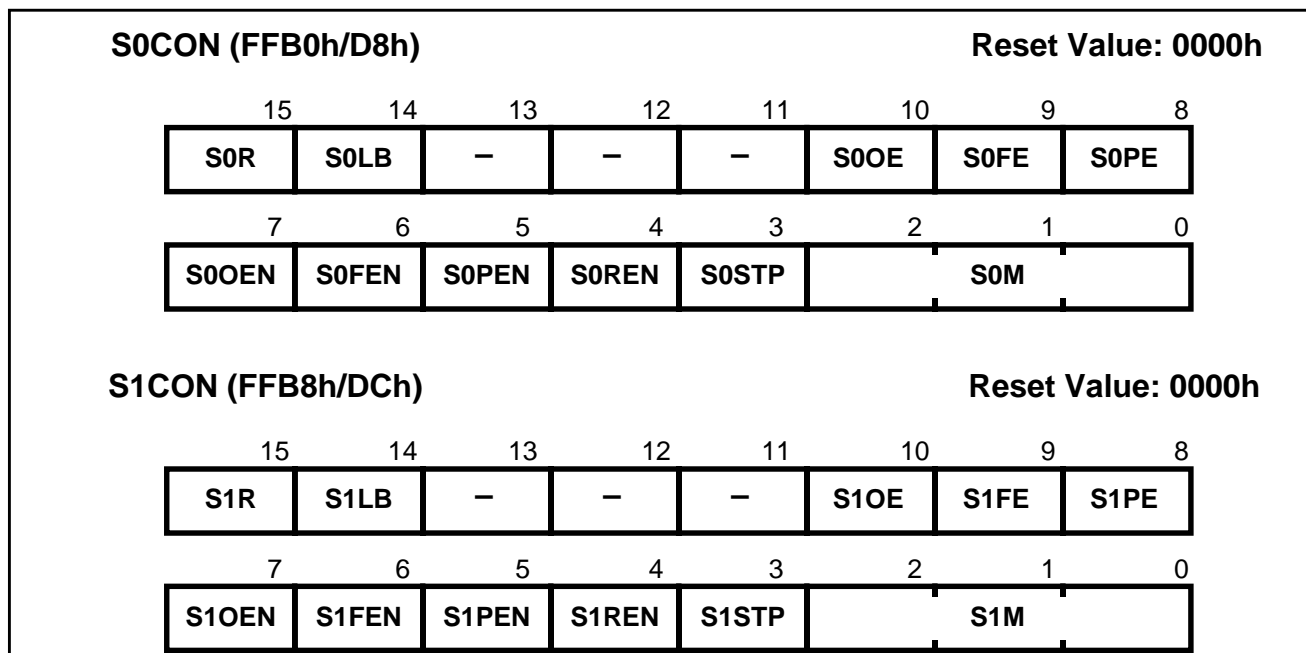 S0CON (FFB0h/D8h) Reset Value: 0000h
15 14 13 12 11 10 9 8
S0R S0LB – – – S0OE S0FE S0PE
7 6 5 4 3 2 1 0
S0OEN S0FEN S0PEN S0REN S0STP S0M
S1CON (FFB8h/DCh) Reset Value: 0000h
15 14 13 12 11 10 9 8
S1R S1LB – – – S1OE S1FE S1PE
7 6 5 4 3 2 1 0
S1OEN S1FEN S1PEN S1REN S1STP S1M